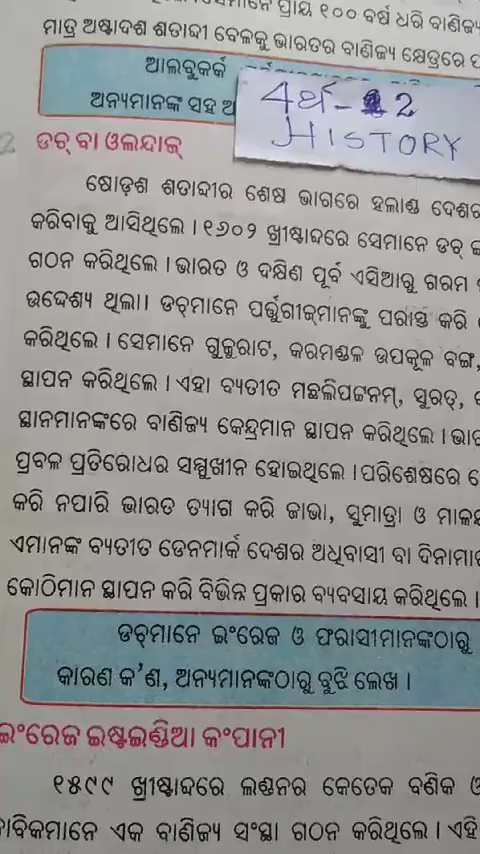 ପ୍ରାୟ ୧୦୦ ବର୍ଷ ଧରି ବାଣିଜ୍ୟ
ମାତ୍ର ଅଷ୍ଟାଦଶ ଶତାବ୍ଦୀ ବେଳକୁ ଭାରତର ବାଣିଜ୍ୟ କ୍ଷେତ୍ରରେ
ଆଲବୁକର୍କ
ଅନ୍ୟମାନଙ୍କ ସହ
4ର୍ଥ - 2
HISTORY
2 ଡଚ୍ ବା ଓଲନ୍ଦାଜ୍
ଷୋଡ଼ଶ ଶତାବ୍ଦୀର ଶେଷ ଭାଗରେ ହଲାଣ୍ଡ ଦେଶର
କରିବାକୁ ଆସିଥିଲେ । ୧୬୦୨ ଖ୍ରୀଷ୍ଟାବ୍ଦରେ ସେମାନେ ଡଚ୍
ଗଠନ କରିଥିଲେ । ଭାରତ ଓ ଦକ୍ଷିଣ ପୂର୍ବ ଏସିଆରୁ ଗରମ
ଉଦ୍ଦେଶ୍ୟ ଥିଲା। ଡଚ୍‌ମାନେ ପର୍ତ୍ତୁଗୀଜ୍‌ମାନଙ୍କୁ ପରାସ୍ତ କରି
କରିଥିଲେ । ସେମାନେ ଗୁଜୁରାଟ, କରମଣ୍ଡଳ ଉପକୂଳ ବଙ୍ଗ,
ସ୍ଥାପନ କରିଥିଲେ । ଏହା ବ୍ୟତୀତ ମଛଲିପଟ୍ଟନମ୍, ସୁରଟ୍,
ସ୍ଥାନମାନଙ୍କରେ ବାଣିଜ୍ୟ କେନ୍ଦ୍ରମାନ ସ୍ଥାପନ କରିଥିଲେ ।
ପ୍ରବଳ ପ୍ରତିରୋଧର ସମ୍ମୁଖୀନ ହୋଇଥିଲେ । ପରିଶେଷରେ
କରି ନପାରି ଭାରତ ତ୍ୟାଗ କରି ଜାଭା, ସୁମାତ୍ରା ଓ
ଏମାନଙ୍କ ବ୍ୟତୀତ ଡେନମାର୍କ ଦେଶର ଅଧିବାସୀ ବା
କୋଠିମାନ ସ୍ଥାପନ କରି ବିଭିନ୍ନ ପ୍ରକାର ବ୍ୟବସାୟ କରିଥିଲେ ।
ଡଚ୍‌ମାନେ ଇଂରେଜ ଓ ଫରାସୀମାନଙ୍କଠାରୁ
କାରଣ କ'ଣ, ଅନ୍ୟମାନଙ୍କଠାରୁ ବୁଝି ଲେଖ ।
ଇଂରେଜ ଇଷ୍ଟଇଣ୍ଡିଆ କଂପାନୀ
୧୫୯୯ ଖ୍ରୀଷ୍ଟାବ୍ଦରେ ଲଣ୍ଡନର କେତେକ ବଣିକ ଓ
ନାବିକମାନେ ଏକ ବାଣିଜ୍ୟ ସଂସ୍ଥା ଗଠନ କରିଥିଲେ । ଏହି